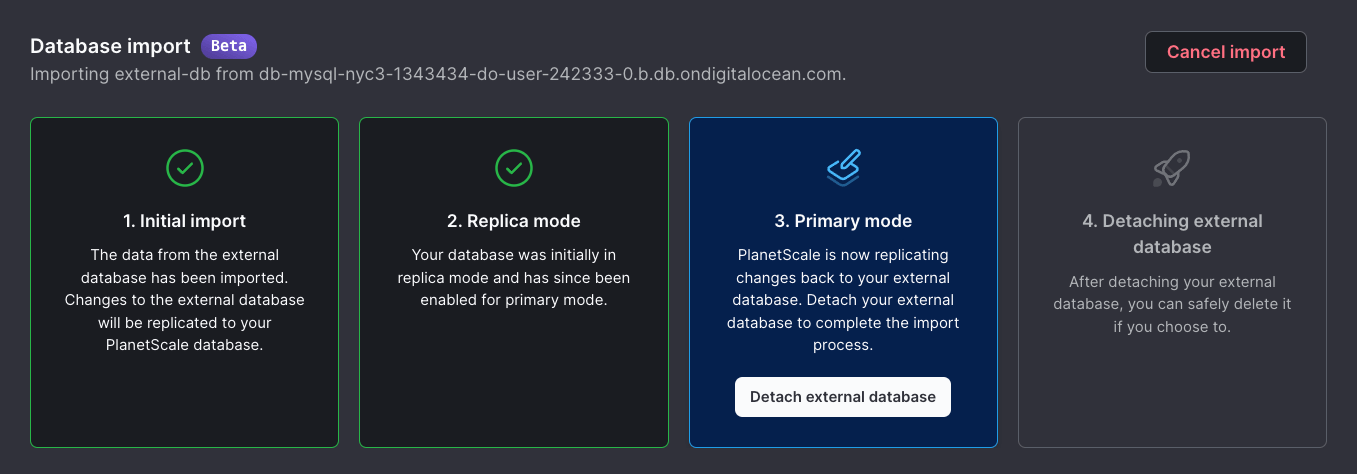 Database import Beta
Cancel import
Importing external-db from db-mysql-nyc3-1343434-do-user-242333-0.b.db.ondigitalocean.com.
1. Initial import
The data from the external
database has been imported.
Changes to the external database
will be replicated to your
PlanetScale database.
2. Replica mode
Your database was initially in
replica mode and has since been
enabled for primary mode.
3. Primary mode
PlanetScale is now replicating
changes back to your external
database. Detach your external
database to complete the import
process.
Detach external database
4. Detaching external
database
After detaching your external
database, you can safely delete it
if you choose to.